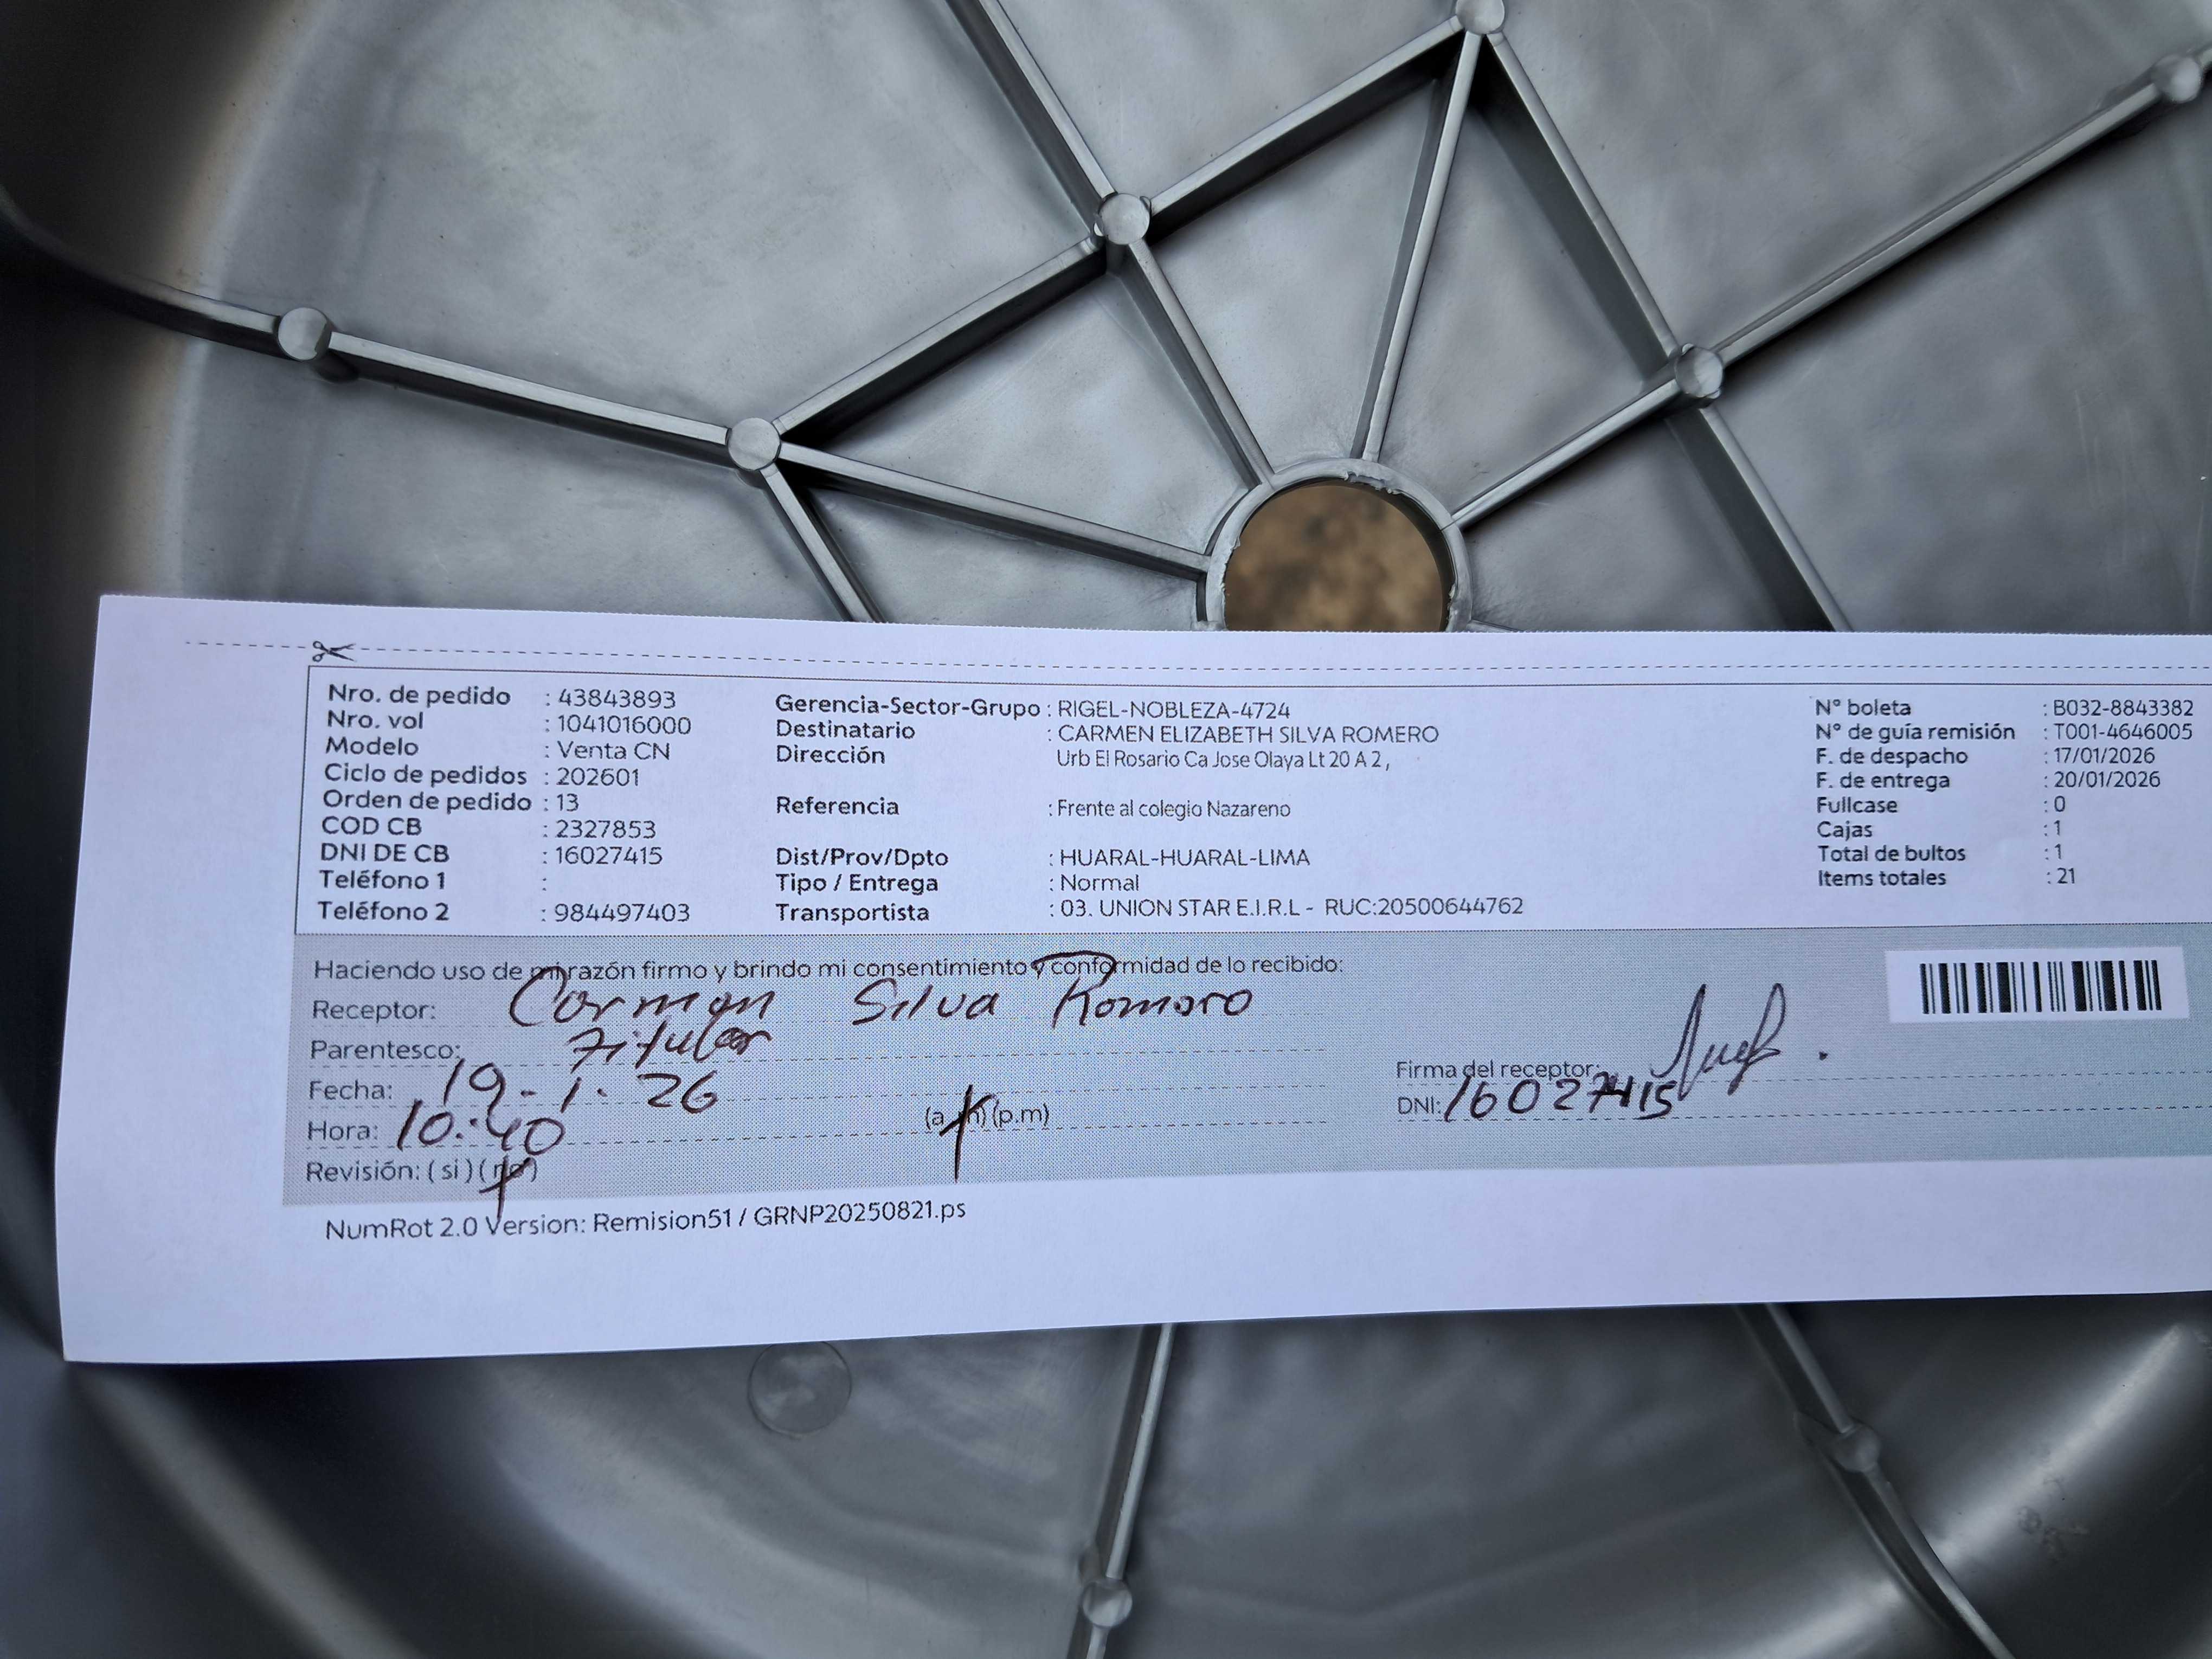 Nro. de pedido : 43843893
Nro. vol : 1041016000
Modelo : Venta CN
Ciclo de pedidos : 202601
Orden de pedido : 13
COD CB : 2327853
DNI DE CB : 16027415
Teléfono 1 :
Teléfono 2 : 984497403
Gerencia-Sector-Grupo : RIGEL-NOBLEZA-4724
Destinatario : CARMEN ELIZABETH SILVA ROMERO
Dirección Urb El Rosario Ca Jose Olaya Lt 20 A 2,
Referencia : Frente al colegio Nazareno
Dist/Prov/Dpto : HUARAL-HUARAL-LIMA
Tipo / Entrega : Normal
Transportista : 03. UNION STAR E.I.R.L - RUC:20500644762
N° boleta : B032-8843382
N° de guía remisión : T001-4646005
F. de despacho : 17/01/2026
F. de entrega : 20/01/2026
Fullcase : 0
Cajas : 1
Total de bultos : 1
Items totales : 21
Haciendo uso de mi razón firmo y brindo mi consentimiento y conformidad de lo recibido:
Receptor: Carmen Silva Romero
Parentesco: Titular
Fecha: 19-1-26
Hora: 10:40 (a.m) (p.m)
Revisión: ( si ) ( no )
Firma del receptor:
DNI: 16027415
NumRot 2.0 Version: Remision51 / GRNP20250821.ps